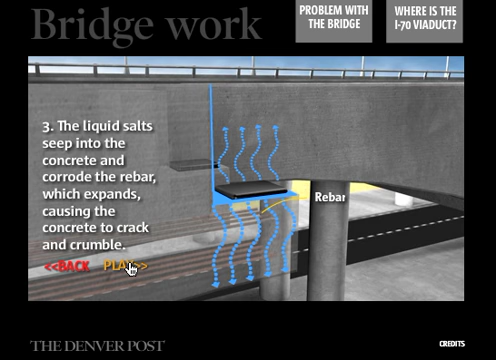 Bridge work
PROBLEM WITH
THE BRIDGE
WHERE IS THE
I-70 VIADUCT?
3. The liquid salts
seep into the
concrete and
corrode the rebar,
which expands,
causing the
concrete to crack
and crumble.
<<BACK PLAY>>
Rebar
THE DENVER POST
CREDITS